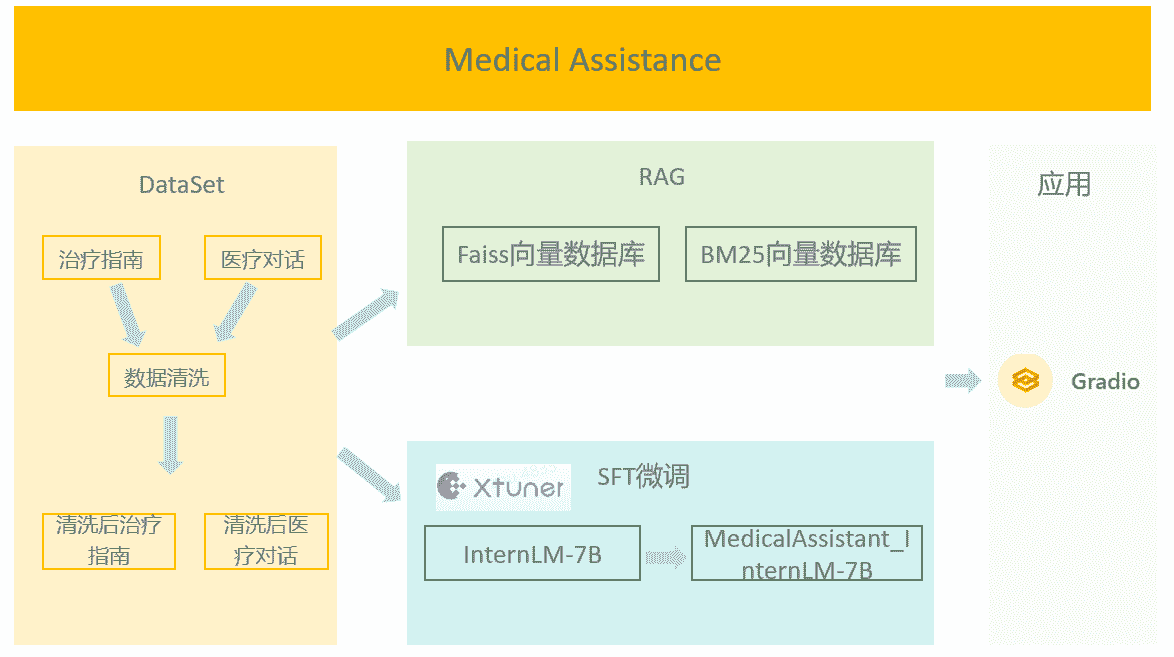 Medical Assistance
DataSet
治疗指南
医疗对话
数据清洗
清洗后治疗
指南
清洗后医
疗对话
RAG
Faiss向量数据库
BM25向量数据库
Xtuner
SFT微调
InternLM-7B
MedicalAssistant_I
nternLM-7B
应用
Gradio